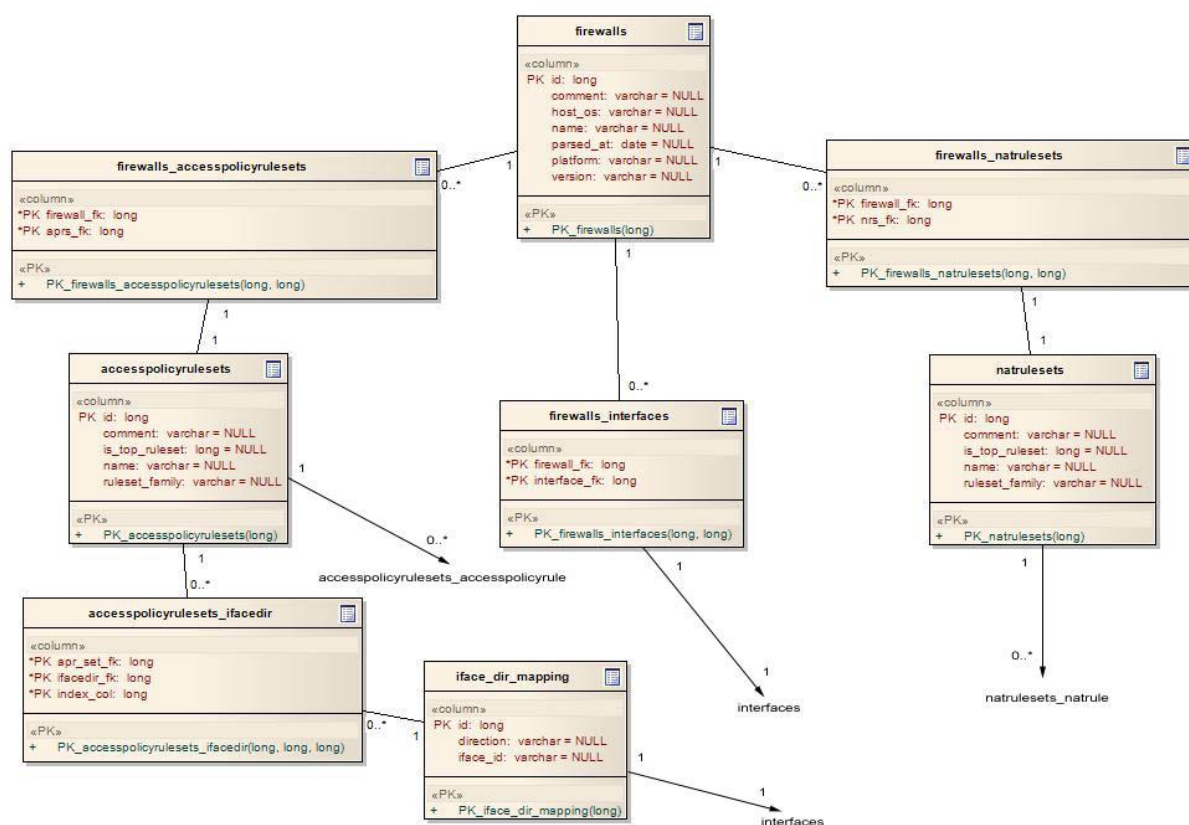 firewalls
«column»
PK id: long
comment: varchar = NULL
host_os: varchar = NULL
name: varchar = NULL
parsed_at: date = NULL
platform: varchar = NULL
version: varchar = NULL
«PK»
+ PK_firewalls(long)
1
0..*
1
0..*
1
0..*
firewalls_accesspolicyrulesets
«column»
*PK firewall_fk: long
*PK aprs_fk: long
«PK»
+ PK_firewalls_accesspolicyrulesets(long, long)
1
1
firewalls_natrulesets
«column»
*PK firewall_fk: long
*PK nrs_fk: long
«PK»
+ PK_firewalls_natrulesets(long, long)
1
1
accesspolicyrulesets
«column»
PK id: long
comment: varchar = NULL
is_top_ruleset: long = NULL
name: varchar = NULL
ruleset_family: varchar = NULL
«PK»
+ PK_accesspolicyrulesets(long)
1
0..*
accesspolicyrulesets_accesspolicyrule
1
0..*
firewalls_interfaces
«column»
*PK firewall_fk: long
*PK interface_fk: long
«PK»
+ PK_firewalls_interfaces(long, long)
1
1
interfaces
natrulesets
«column»
PK id: long
comment: varchar = NULL
is_top_ruleset: long = NULL
name: varchar = NULL
ruleset_family: varchar = NULL
«PK»
+ PK_natrulesets(long)
1
0..*
natrulesets_natrule
accesspolicyrulesets_ifacedir
«column»
*PK apr_set_fk: long
*PK ifacedir_fk: long
*PK index_col: long
«PK»
+ PK_accesspolicyrulesets_ifacedir(long, long, long)
0..*
1
iface_dir_mapping
«column»
PK id: long
direction: varchar = NULL
iface_id: varchar = NULL
«PK»
+ PK_iface_dir_mapping(long)
1
1
interfaces